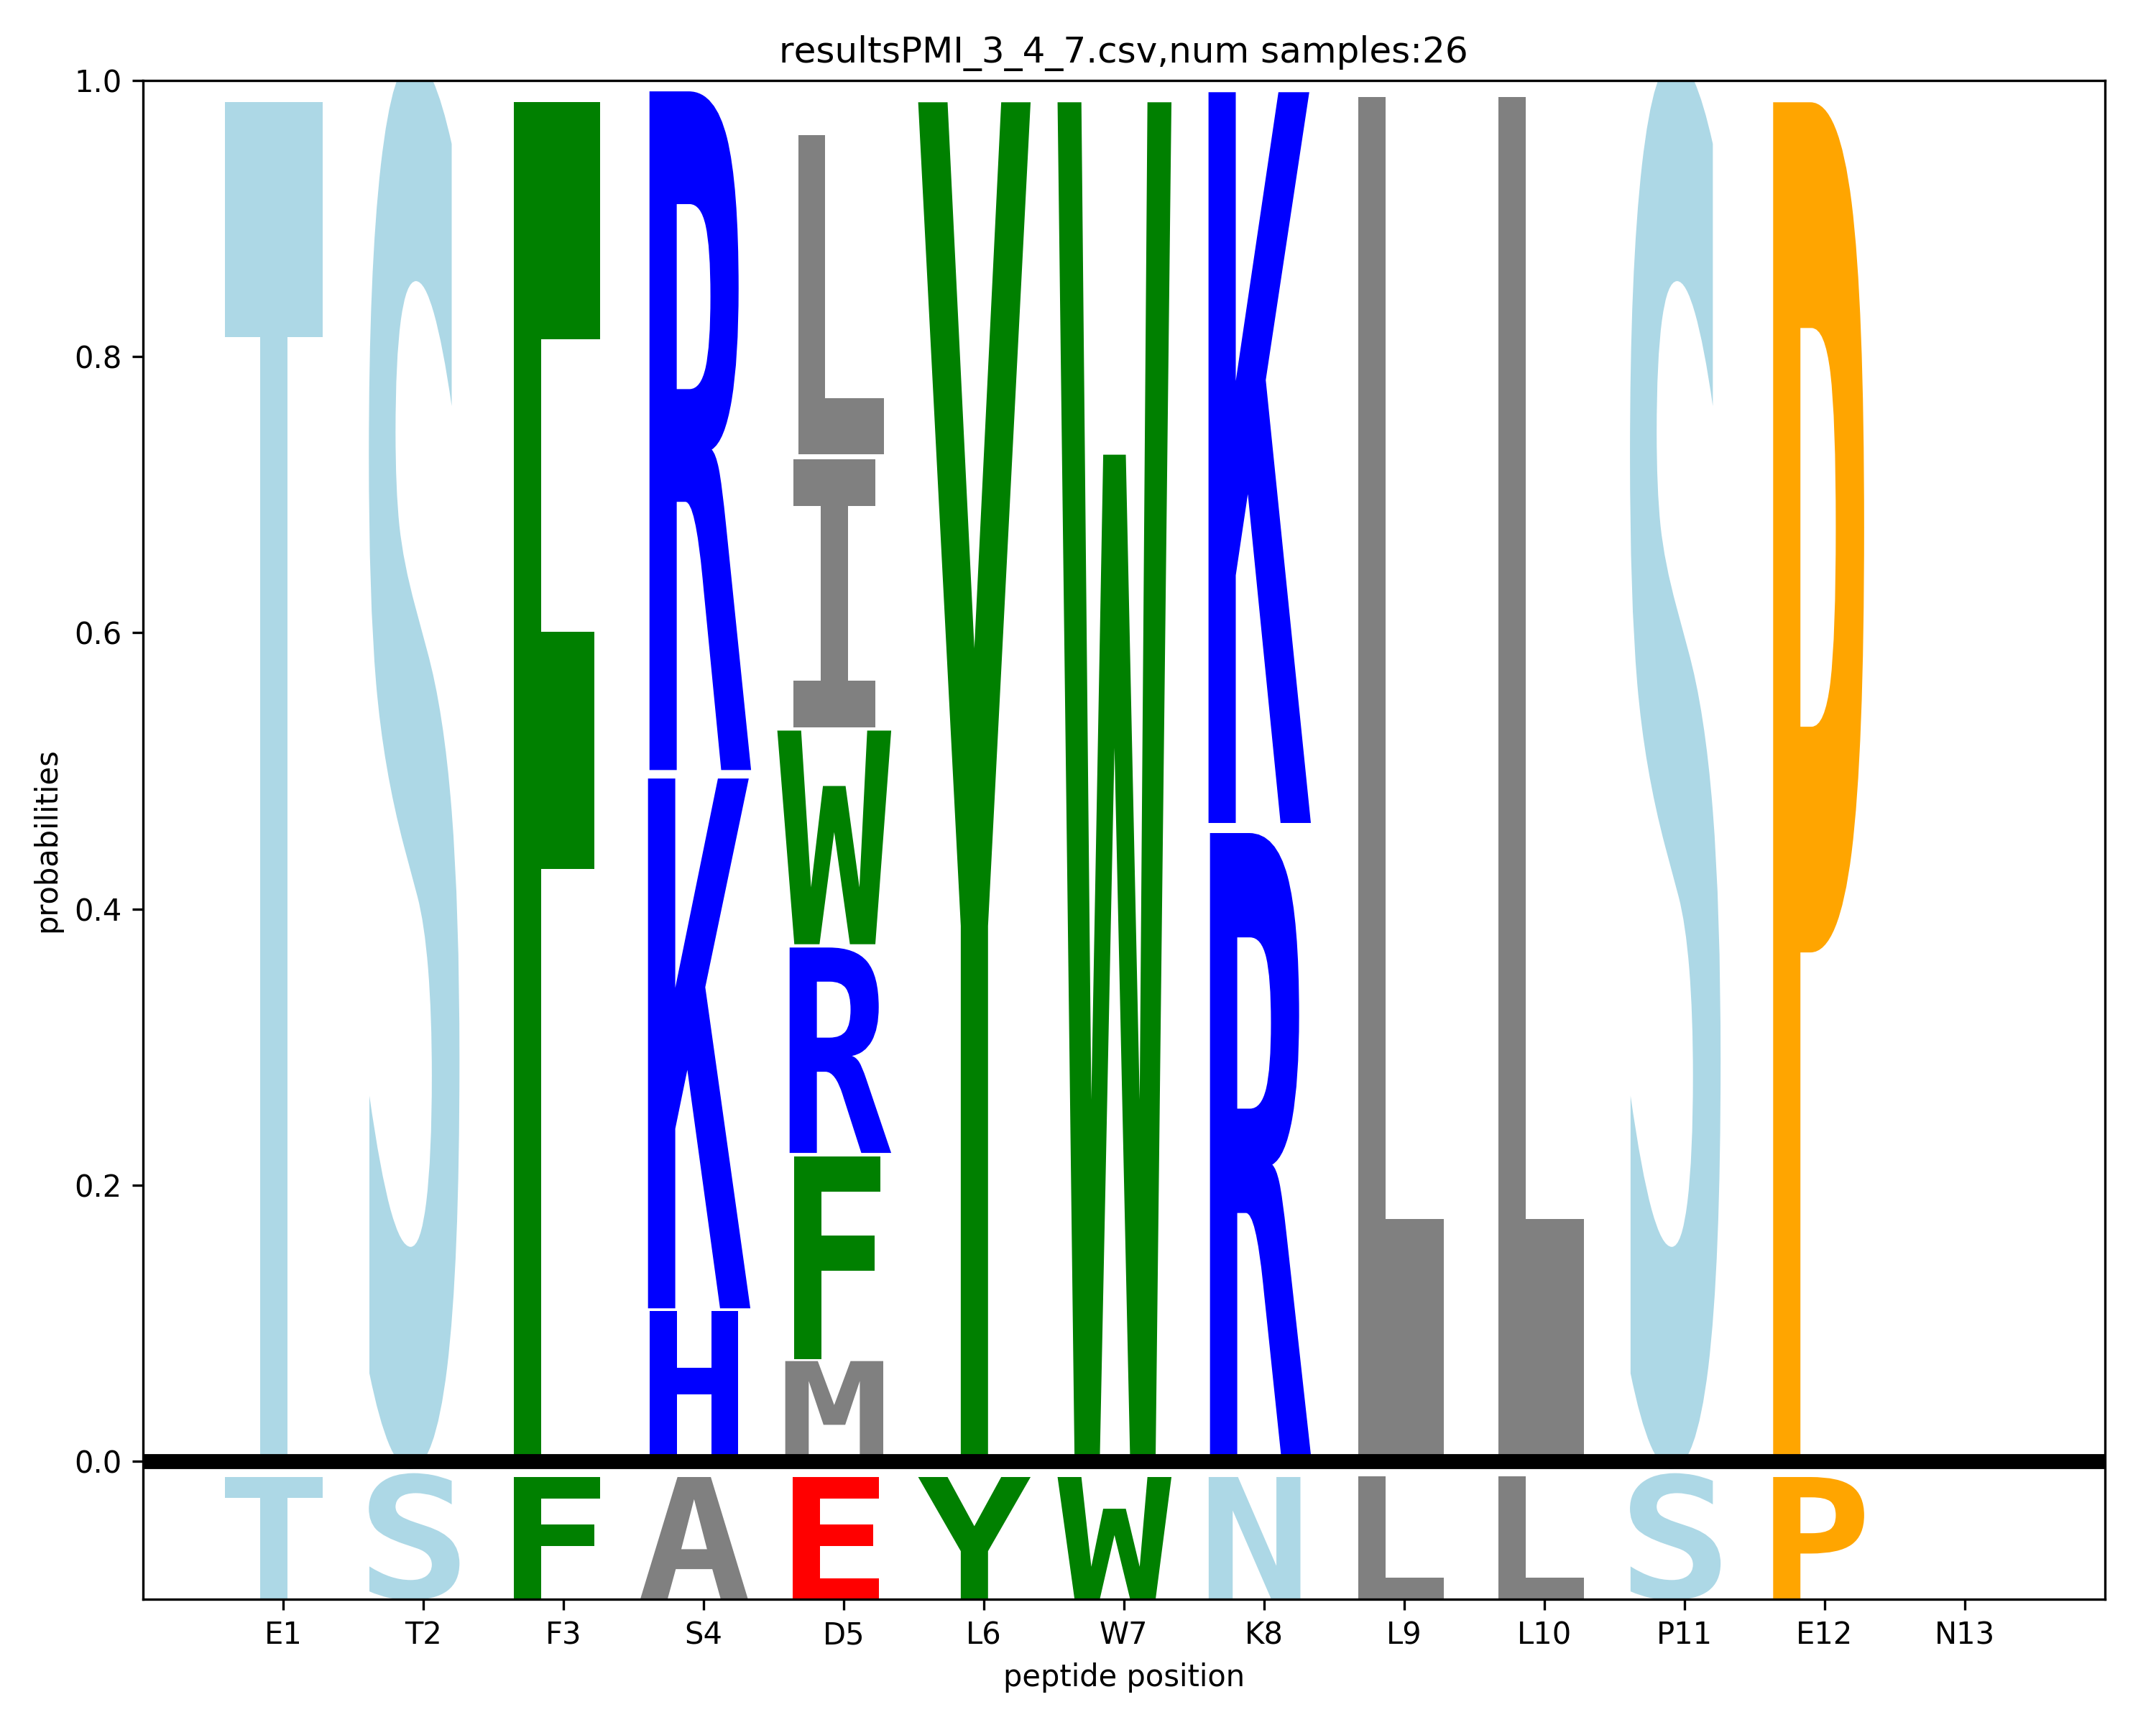 resultsPMI_3_4_7.csv,num samples:26
1.0
0.8
0.6
0.4
0.2
0.0
probabilities
T S F R L Y W K L L S P
I
K W
R R
F
H M
T S F A E Y W N L L S P
E1 T2 F3 S4 D5 L6 W7 K8 L9 L10 P11 E12 N13
peptide position